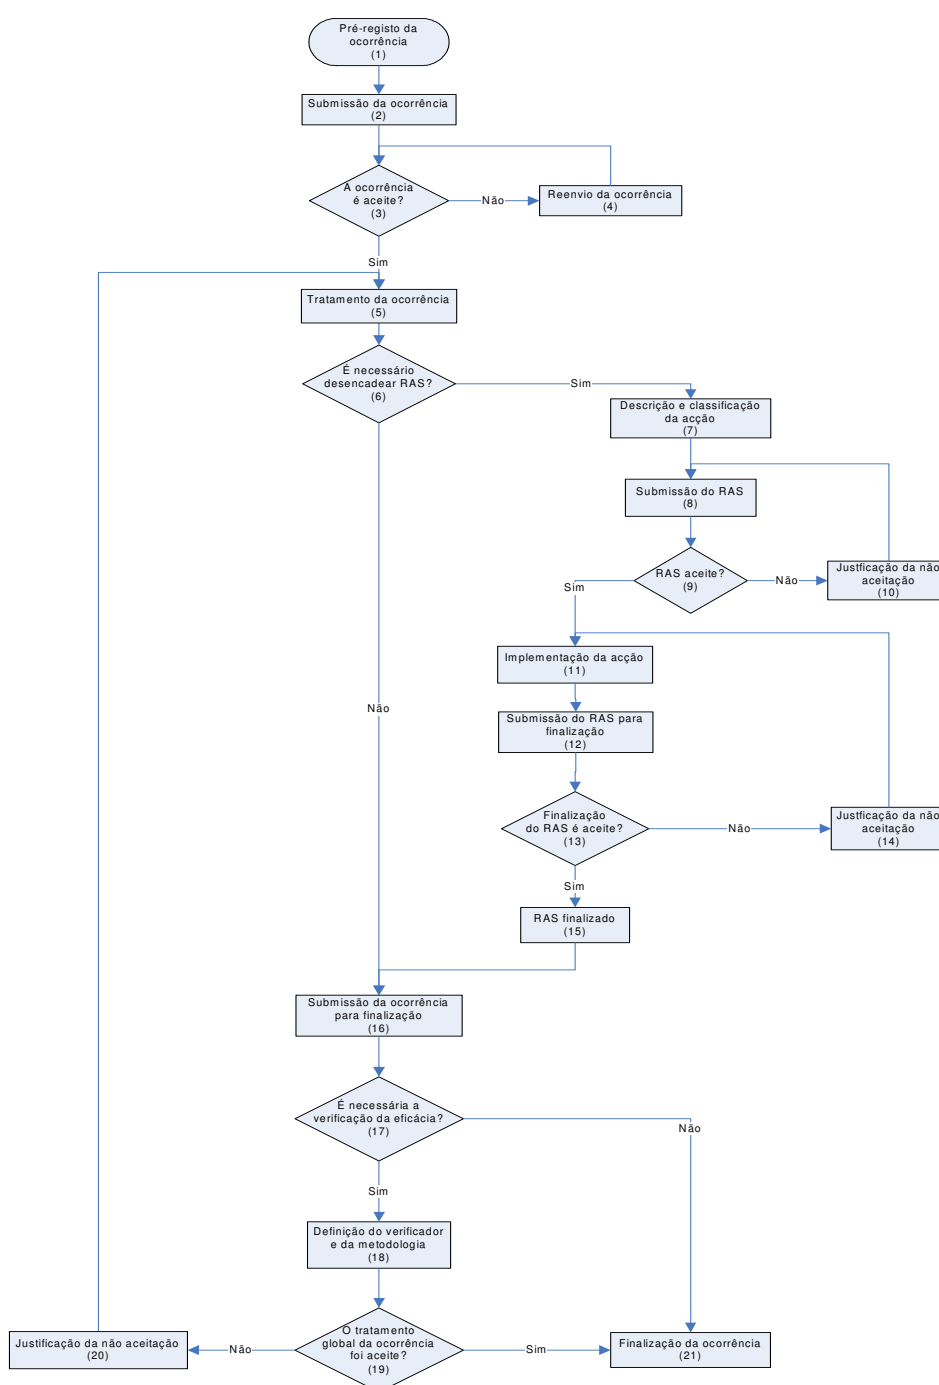 Pré-registo da
ocorrência
(1)
Submissão da ocorrência
(2)
A ocorrência
é aceite?
(3)
Não
Reenvio da ocorrência
(4)
Sim
Tratamento da ocorrência
(5)
É necessário
desencadear RAS?
(6)
Sim
Descrição e classificação
da acção
(7)
Submissão do RAS
(8)
RAS aceite?
(9)
Não
Justficação da não
aceitação
(10)
Sim
Implementação da acção
(11)
Não
Submissão do RAS para
finalização
(12)
Finalização
do RAS é aceite?
(13)
Não
Justficação da não
aceitação
(14)
Sim
RAS finalizado
(15)
Submissão da ocorrência
para finalização
(16)
É necessária a
verificação da eficácia?
(17)
Não
Sim
Definição do verificador
e da metodologia
(18)
O tratamento
global da ocorrência
foi aceite?
(19)
Não
Justificação da não aceitação
(20)
Sim
Finalização da ocorrência
(21)